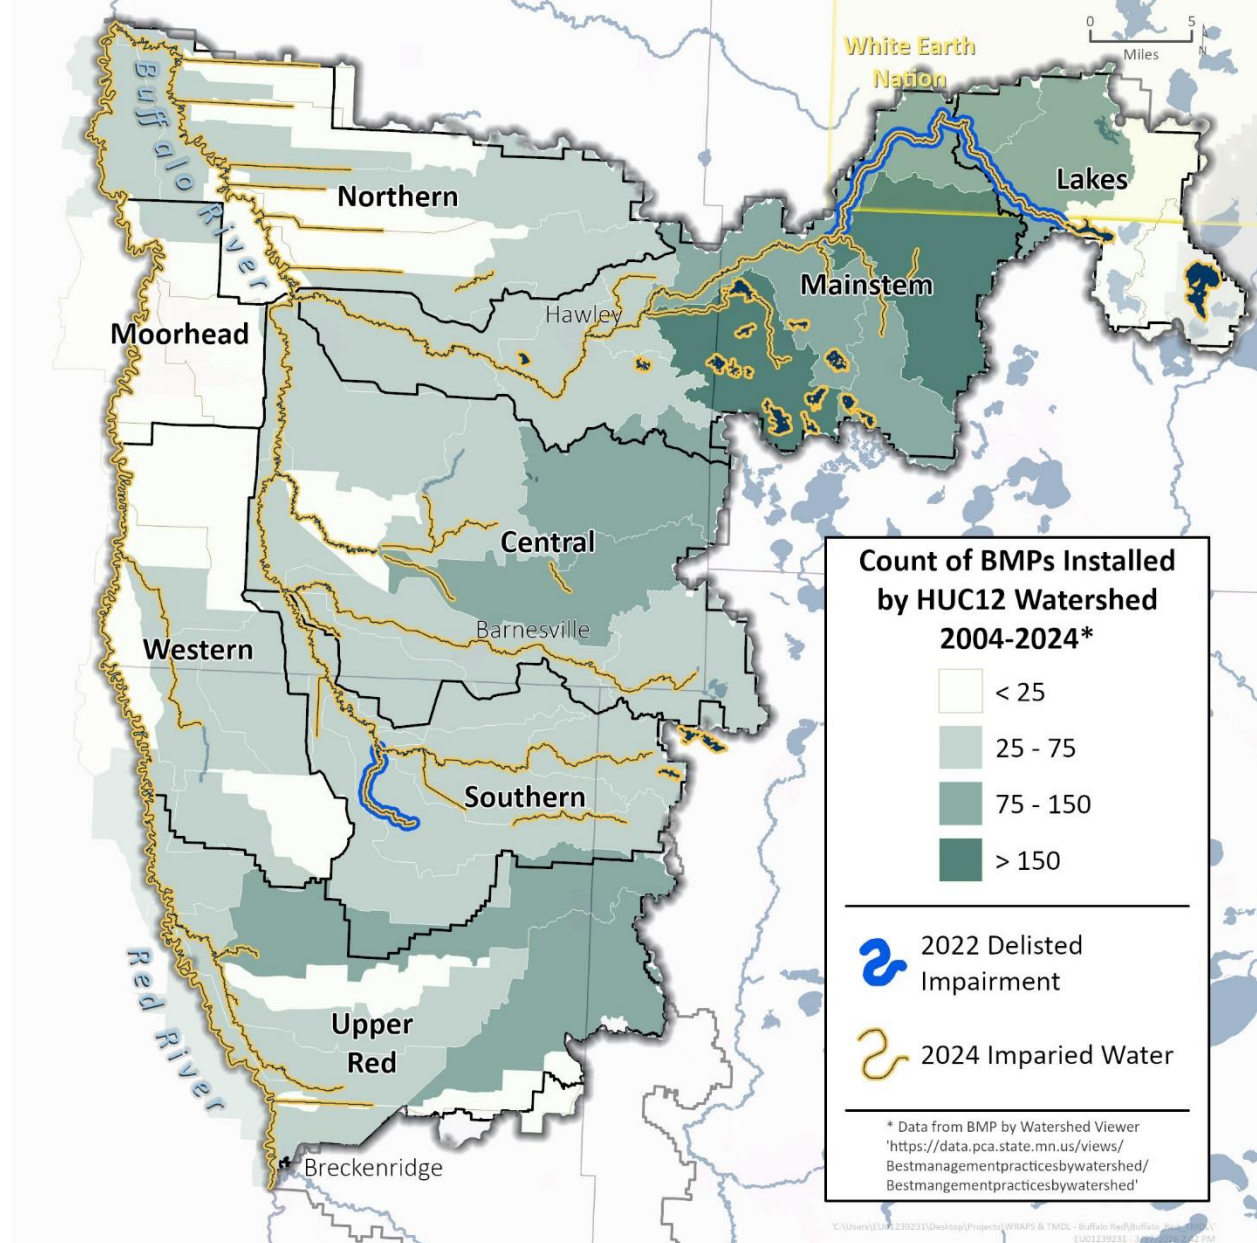 0 5
Miles
N
White Earth
Nation
Buffalo River
Northern
Lakes
Mainstem
Moorhead
Hawley
Central
Barnesville
Western
Southern
Upper
Red
Red River
Breckenridge
Count of BMPs Installed
by HUC12 Watershed
2004-2024*
< 25
25 - 75
75 - 150
> 150
2022 Delisted
Impairment
2024 Imparied Water
* Data from BMP by Watershed Viewer
'https://data.pca.state.mn.us/views/
Bestmanagementpracticesbywatershed/
Bestmangementpracticesbywatershed'